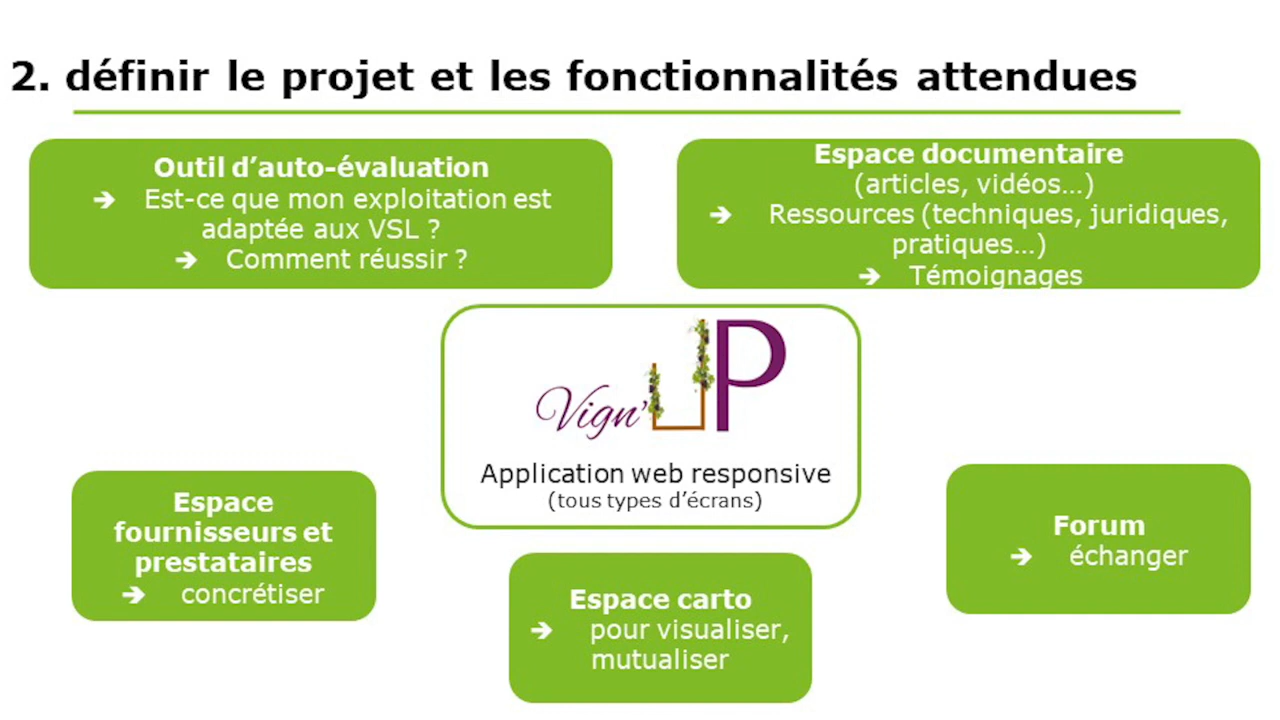 2. définir le projet et les fonctionnalités attendues
Outil d’auto-évaluation
➔ Est-ce que mon exploitation est
adaptée aux VSL ?
➔ Comment réussir ?
Espace documentaire
(articles, vidéos…)
➔ Ressources (techniques, juridiques,
pratiques…)
➔ Témoignages
Vign’UP
Application web responsive
(tous types d’écrans)
Espace
fournisseurs et
prestataires
➔ concrétiser
Espace carto
➔ pour visualiser,
mutualiser
Forum
➔ échanger